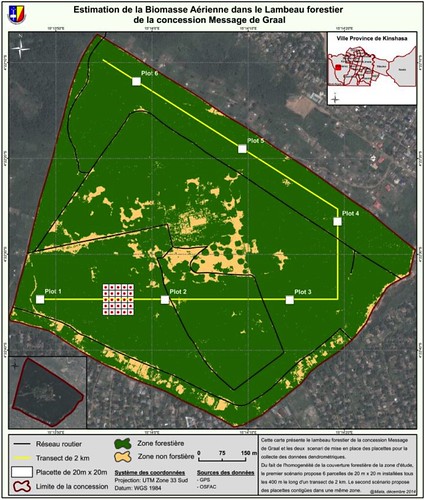 Estimation de la Biomasse Aérienne dans le Lambeau forestier
de la concession Message de Graal
Ville Province de Kinshasa
Plot 6
Plot 5
Plot 4
Plot 1
Plot 2
Plot 3
Réseau routier
Transect de 2 km
Placette de 20m x 20m
Limite de la concession
Zone forestière
Zone non forstière
Système des coordonnées
Projection: UTM Zone 33 Sud
Datum: WGS 1984
0 50 100 150 m
Sources des données
- GPS
- OSFAC
Cette carte présente le lambeau forestier de la concession Message
de Graal et les deux scenari de mise en place des placettes pour la
collecte des données dendrométriques.
Du fait de l'homogénéité de la couverture forestière de la zone d'étude,
le premier scénario propose 6 parcelles de 20 m x 20 m installées tous
les 400 m le long d'un transect de 2 km. Le second scénario propose
des placettes contiguës dans une même zone.